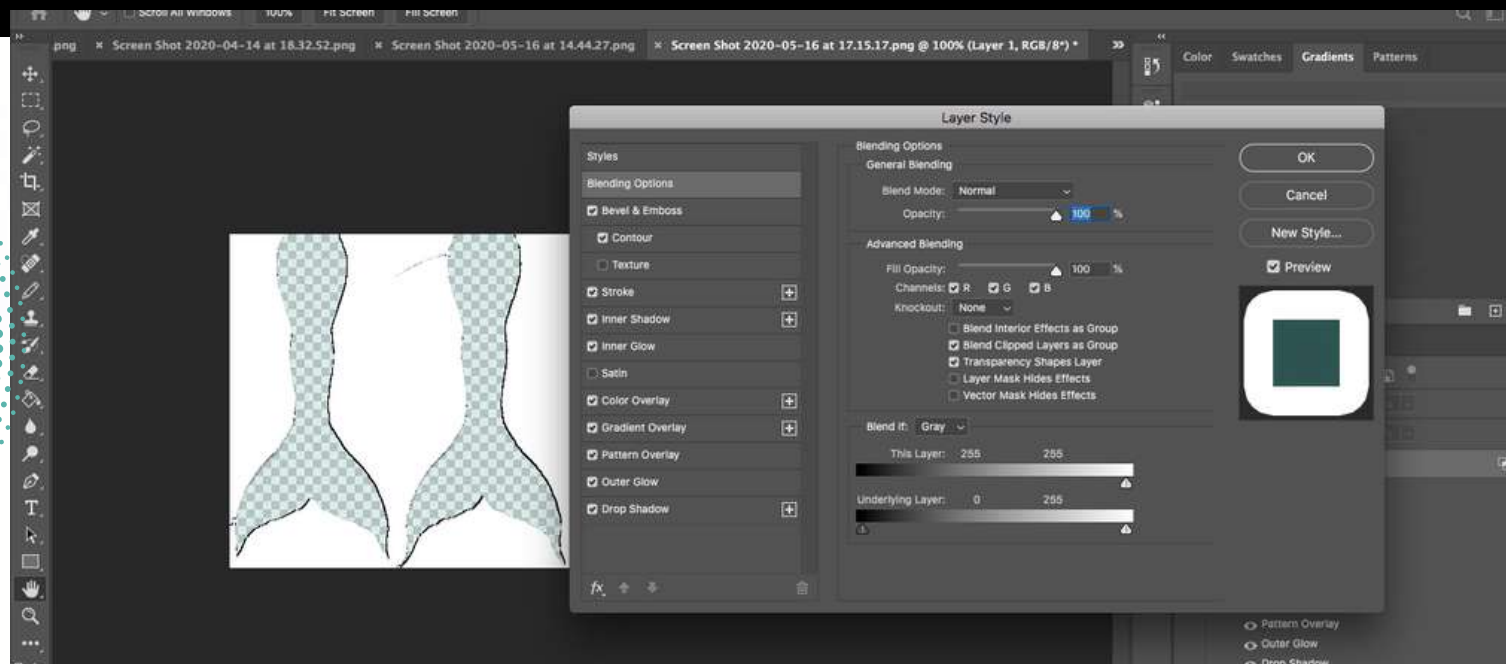 Scroll All Windows 100% Fit Screen Fill Screen
.png × Screen Shot 2020-04-14 at 18.32.52.png × Screen Shot 2020-05-16 at 14.44.27.png × Screen Shot 2020-05-16 at 17.15.17.png @ 100% (Layer 1, RGB/8*) *
Color Swatches Gradients Patterns
Layer Style
Styles
Blending Options
Bevel & Emboss
Contour
Texture
Stroke
Inner Shadow
Inner Glow
Satin
Color Overlay
Gradient Overlay
Pattern Overlay
Outer Glow
Drop Shadow
fx
Blending Options
General Blending
Blend Mode: Normal
Opacity: 100 %
Advanced Blending
Fill Opacity: 100 %
Channels: R G B
Knockout: None
Blend Interior Effects as Group
Blend Clipped Layers as Group
Transparency Shapes Layer
Layer Mask Hides Effects
Vector Mask Hides Effects
Blend If: Gray
This Layer: 255 255
Underlying Layer: 0 255
OK
Cancel
New Style...
Preview
Pattern Overlay
Outer Glow
Drop Shadow